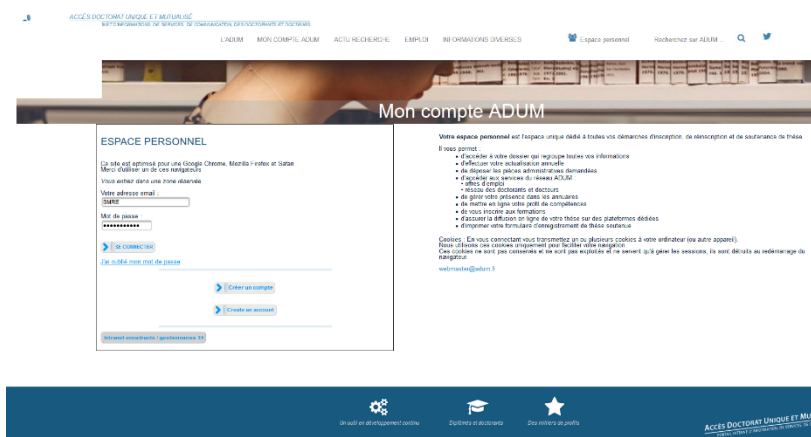 ACCÈS DOCTORAT UNIQUE ET MUTUALISÉ
L'ADUM MON COMPTE ADUM ACTU RECHERCHE EMPLOI INFORMATIONS DIVERSES Espace personnel Recherchez sur ADUM ...
Mon compte ADUM
ESPACE PERSONNEL
Ce site est optimisé pour une Google Chrome, Mozilla Firefox et Safari
Merci d'utiliser un de ces navigateurs
Vous entrez dans une zone réservée
Votre adresse email :
Mot de passe :
SE CONNECTER
J'ai oublié mon mot de passe
Créer un compte
Create an account
Votre espace personnel est l'espace unique dédié à toutes vos démarches d'inscription, de réinscription et de soutenance de thèse
Il vous permet :
• d'accéder à votre dossier qui regroupe toutes vos informations
• d'effectuer votre actualisation annuelle
• de déposer les pièces administratives demandées
• d'accéder aux services du réseau ADUM
• offres d'emploi
• réseau des doctorants et docteurs
• de gérer votre présence dans les annuaires
• de mettre en ligne votre profil de compétences
• de vous inscrire aux formations
• d'assurer la diffusion en ligne de votre thèse sur des plateformes dédiées
• d'imprimer votre formulaire d'enregistrement de thèse soutenue
Cookies : En vous connectant vous transmettez un ou plusieurs cookies à votre ordinateur (ou autre appareil).
Nous utilisons ces cookies uniquement pour faciliter votre navigation.
Ces cookies ne sont pas conservés et ne sont pas exploités et ne servent qu'à gérer les sessions, ils sont détruits au redémarrage du
navigateur.
webmaster@adum.fr
Un outil en développement continu Diplômés et doctorants Des milliers de profils
ACCÈS DOCTORAT UNIQUE ET MU